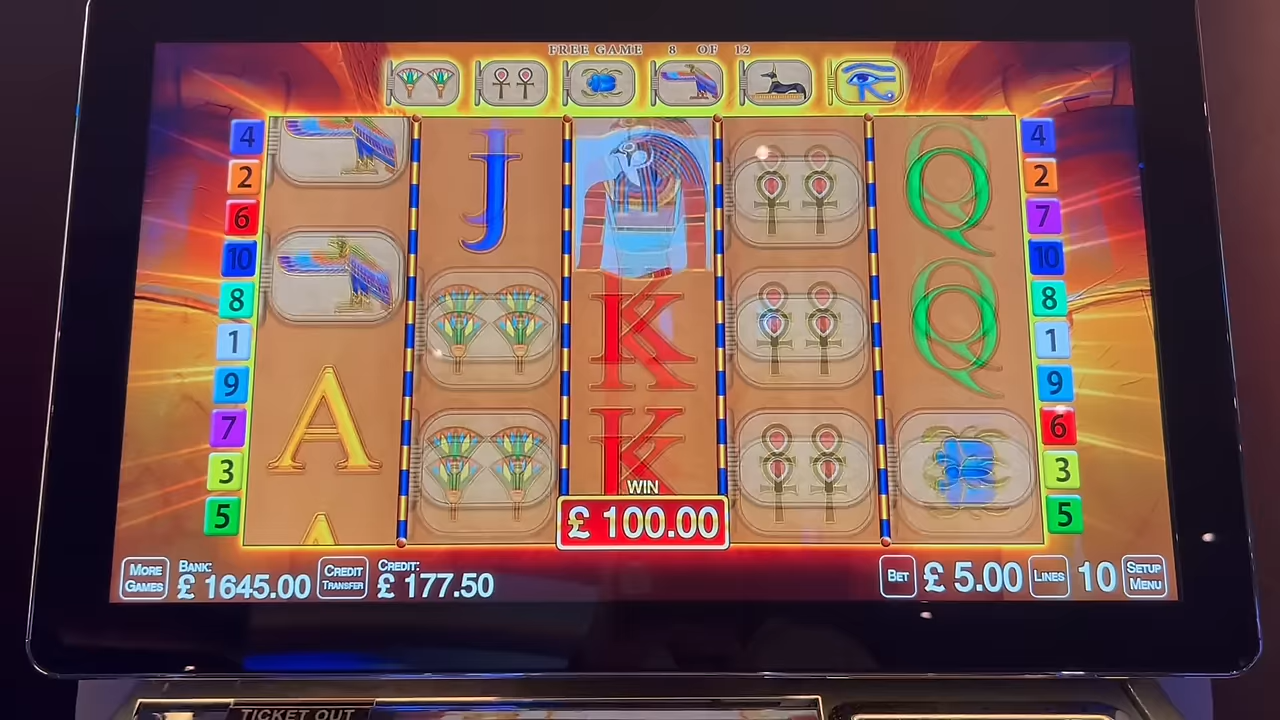 FREE GAME 8 OF 12
4 J Q 4
2 2
6 7
10 10
8 K Q 8
1 1
9 9
7 A K 6
3 3
5 A 5
WIN
£ 100.00
MORE GAMES BANK: £ 1645.00 CREDIT TRANSFER CREDIT: £ 177.50 BET £ 5.00 LINES 10 SETUP MENU
TICKET OUT